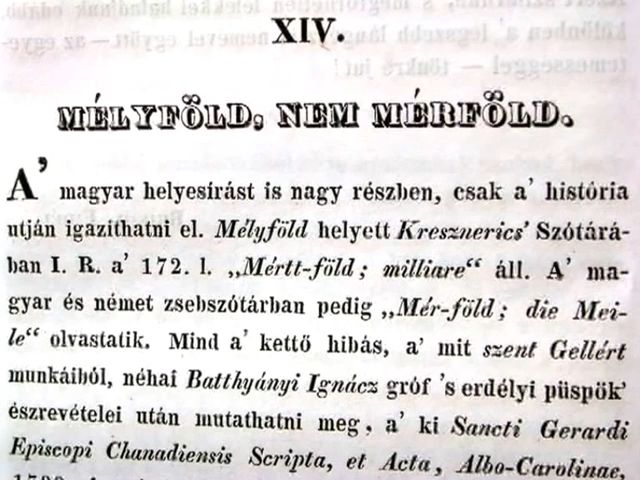 XIV.
MÉLYFÖLD, NEM MÉRFÖLD.
A’ magyar helyesírást is nagy részben, csak a’ história
utján igazíthatni el. Mélyföld helyett Kresznerics’ Szótárá-
ban I. R. a’ 172. l. „Mértt-föld; milliare“ áll. A’ ma-
gyar és német zsebszótárban pedig „Mér-föld; die Mei-
le“ olvastatik. Mind a’ kettő hibás, a’ mit szent Gellért
munkáiból, néhai Batthyányi Ignácz gróf ’s erdélyi püspök’
észrevételei után mutathatni meg, a’ ki Sancti Gerardi
Episcopi Chanadiensis Scripta, et Acta, Albo-Carolinae,